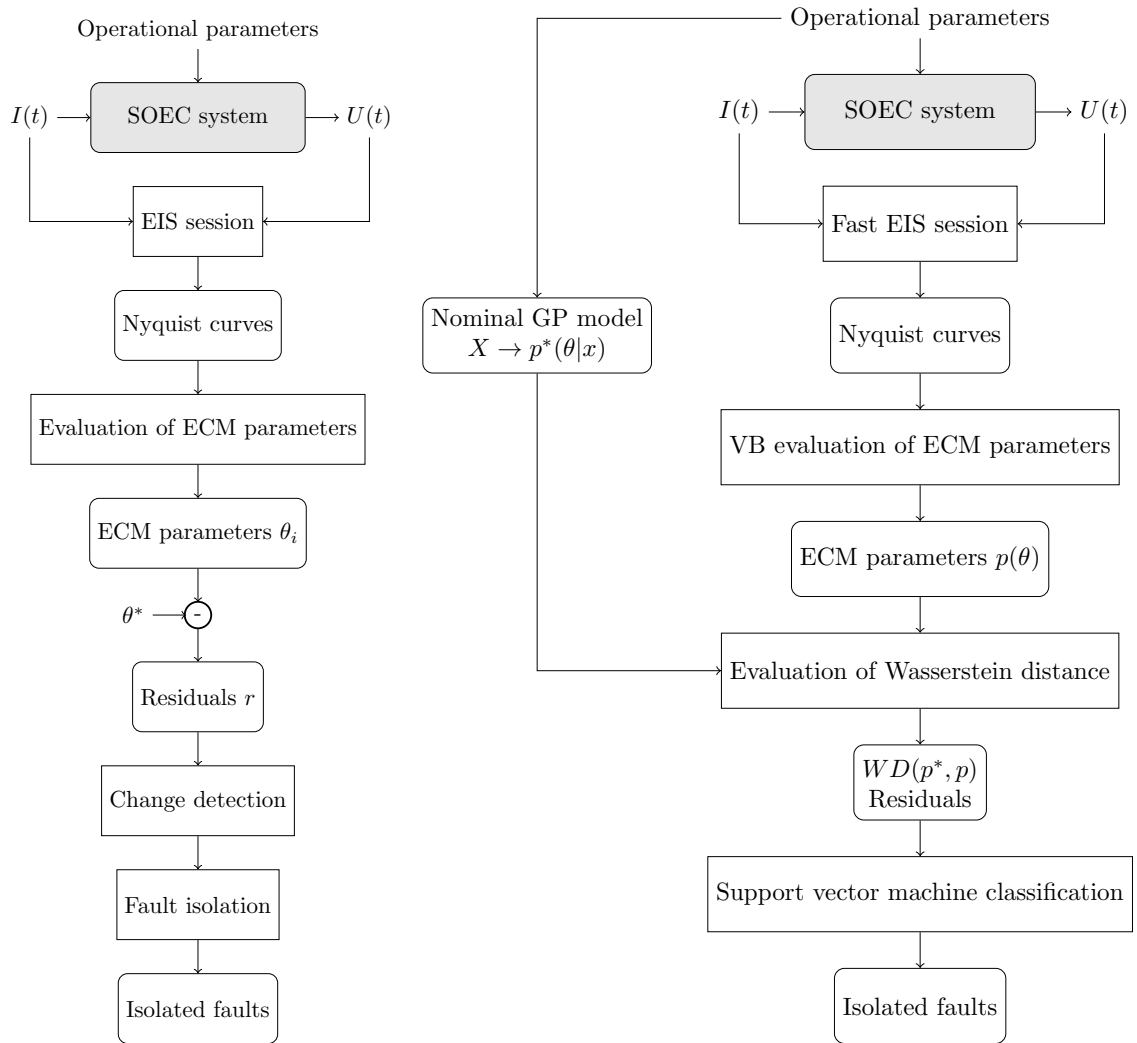 Operational parameters
I(t)
SOEC system
U(t)
EIS session
Nyquist curves
Evaluation of ECM parameters
ECM parameters θ_i
θ*
-
Residuals r
Change detection
Fault isolation
Isolated faults
Operational parameters
I(t)
SOEC system
U(t)
Fast EIS session
Nominal GP model
X → p*(θ|x)
Nyquist curves
VB evaluation of ECM parameters
ECM parameters p(θ)
Evaluation of Wasserstein distance
WD(p*, p)
Residuals
Support vector machine classification
Isolated faults